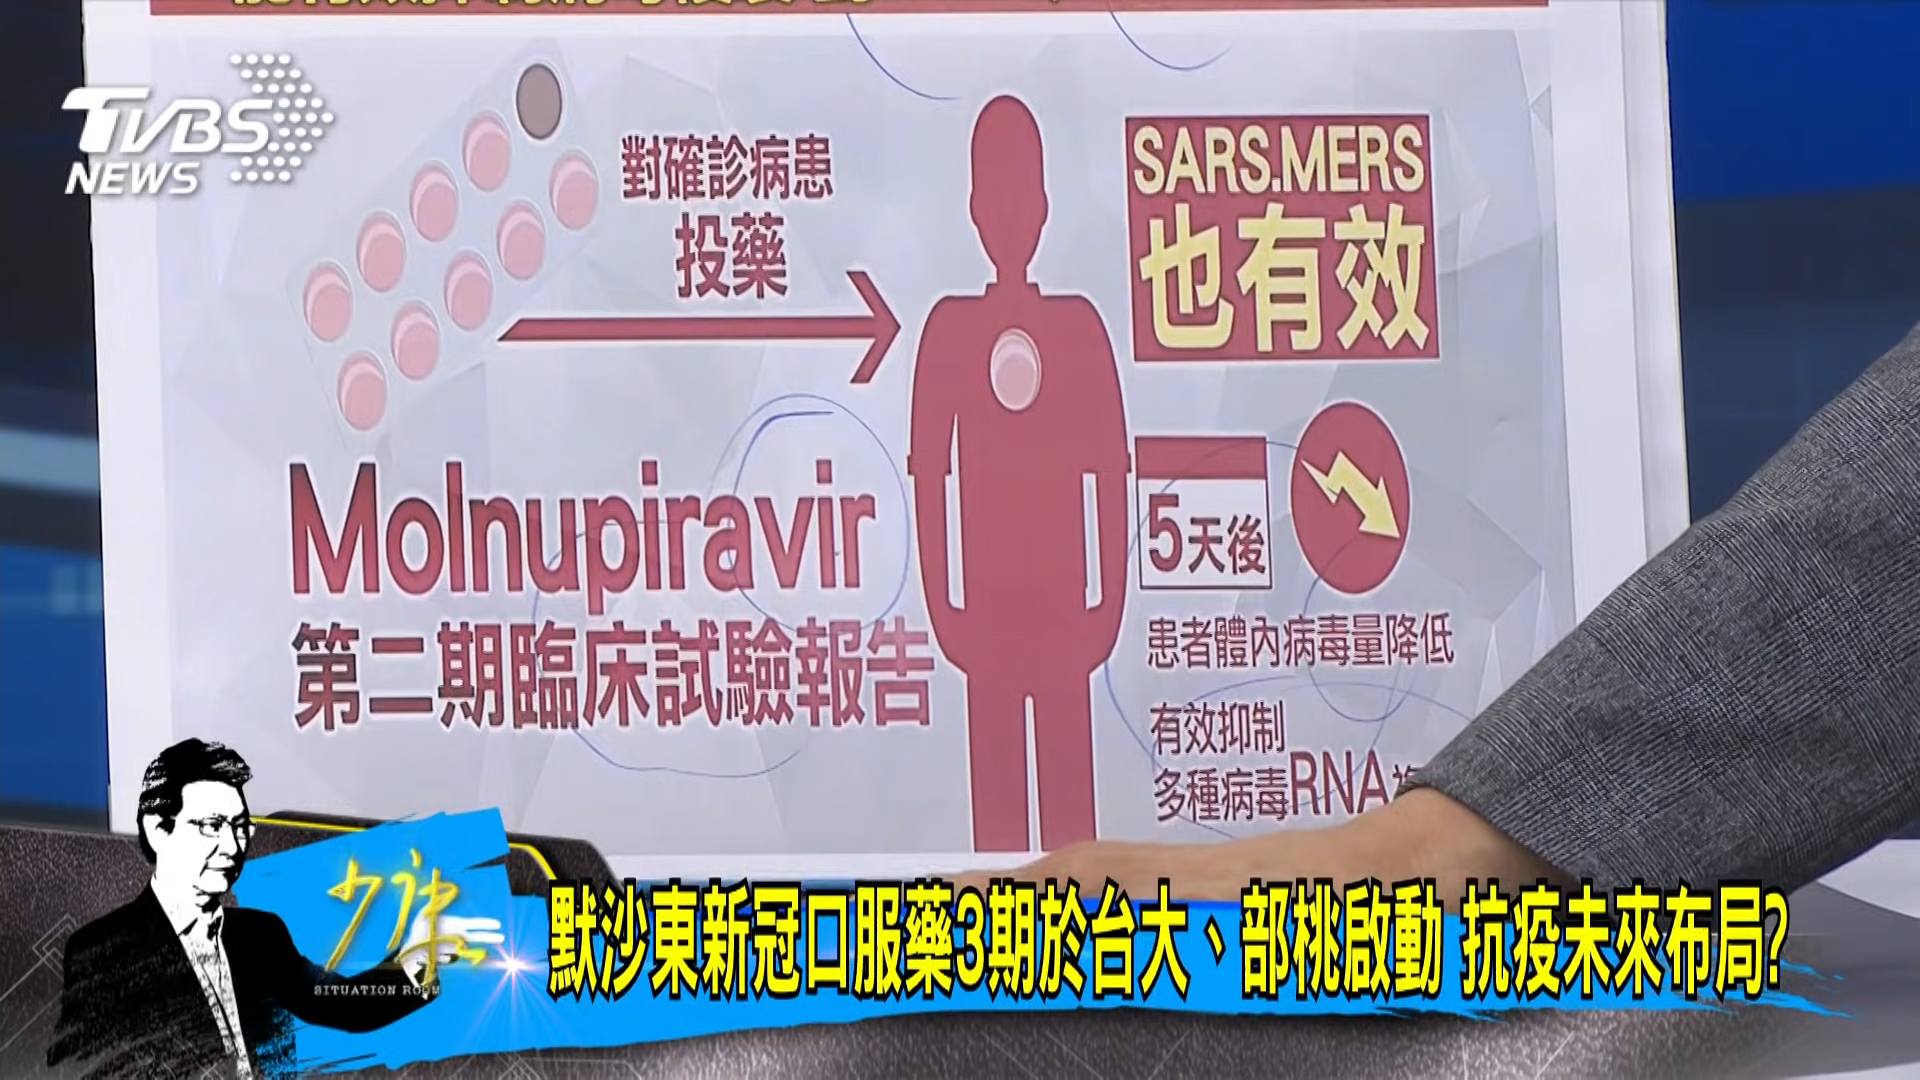 TVBS
NEWS
對確診病患
投藥
SARS.MERS
也有效
Molnupiravir
第二期臨床試驗報告
5天後
患者體內病毒量降低
有效抑制
多種病毒RNA
少康
SITUATION ROOM
默沙東新冠口服藥3期於台大、部桃啟動 抗疫未來布局?